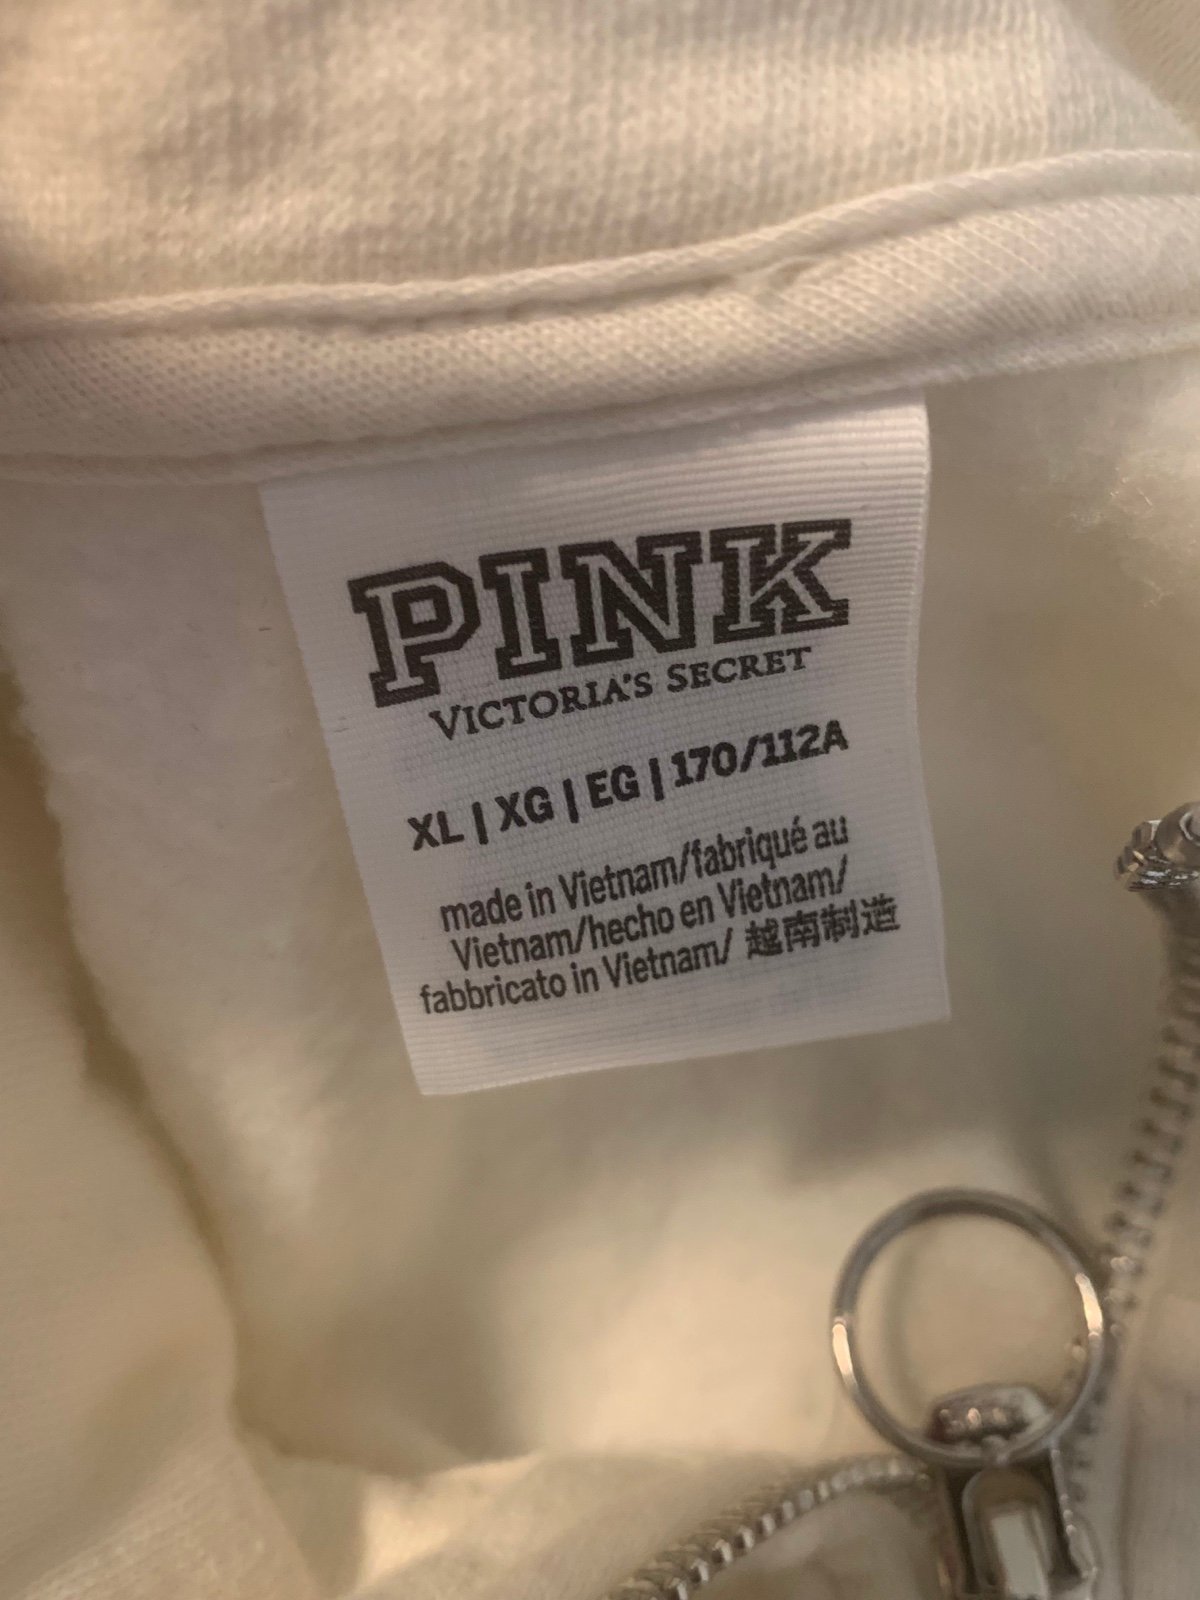 PINK
VICTORIA'S SECRET
XL | XG | EG | 170/112A
made in Vietnam/fabriqué au
Vietnam/hecho en Vietnam/
fabbricato in Vietnam/ 越南制造